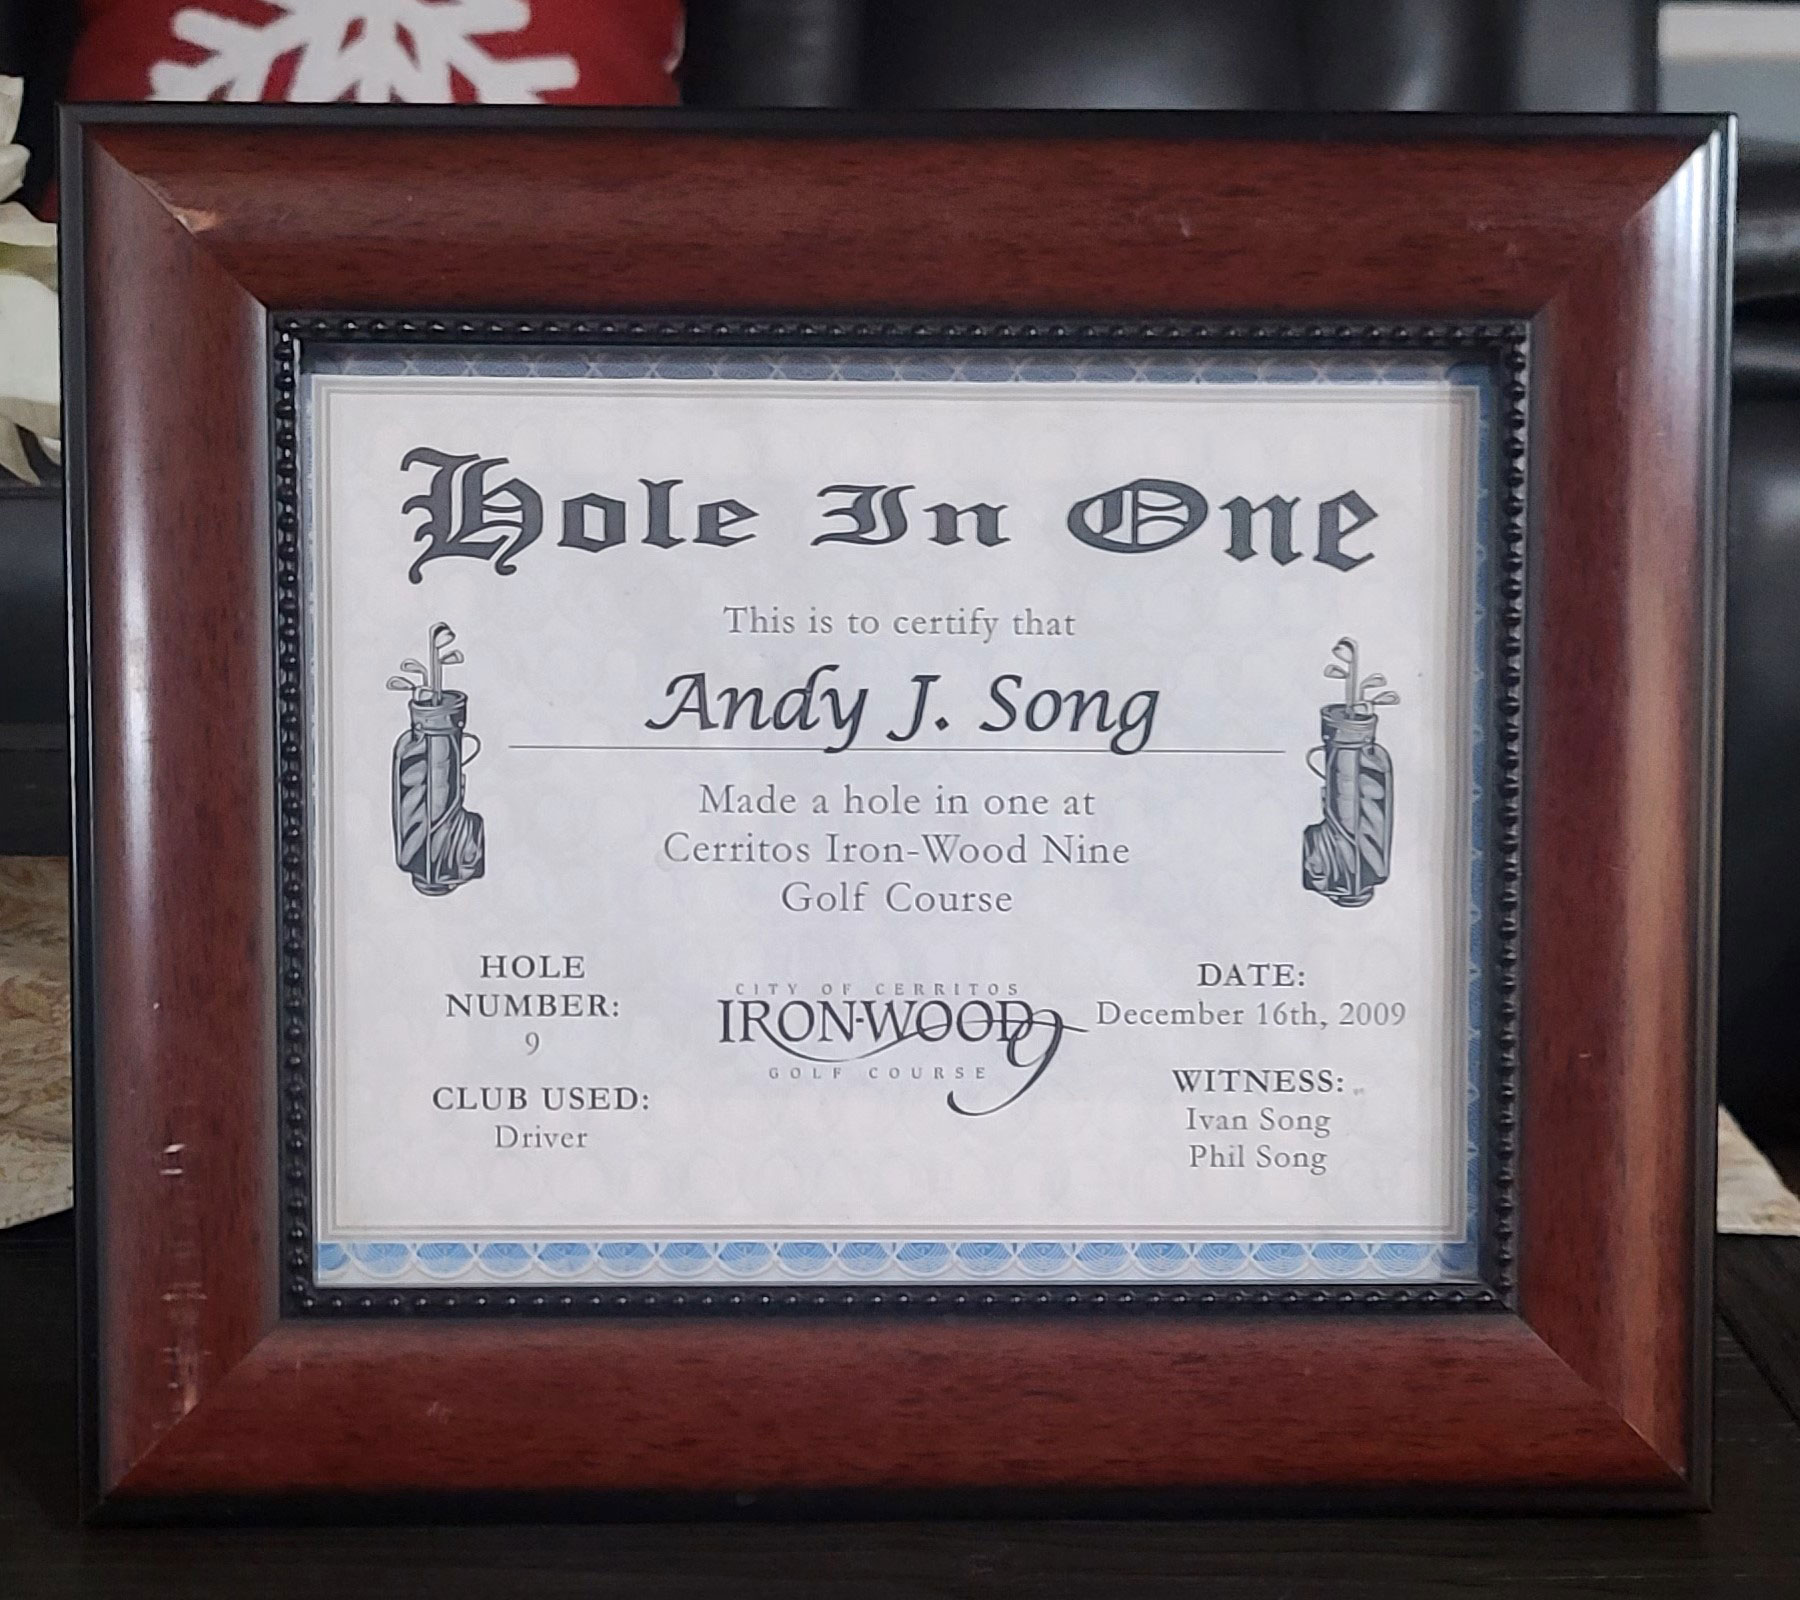 Hole In One
This is to certify that
Andy J. Song
Made a hole in one at
Cerritos Iron-Wood Nine
Golf Course
HOLE
NUMBER:
9
CLUB USED:
Driver
CITY OF CERRITOS
IRON-WOOD 9
GOLF COURSE
DATE:
December 16th, 2009
WITNESS:
Ivan Song
Phil Song